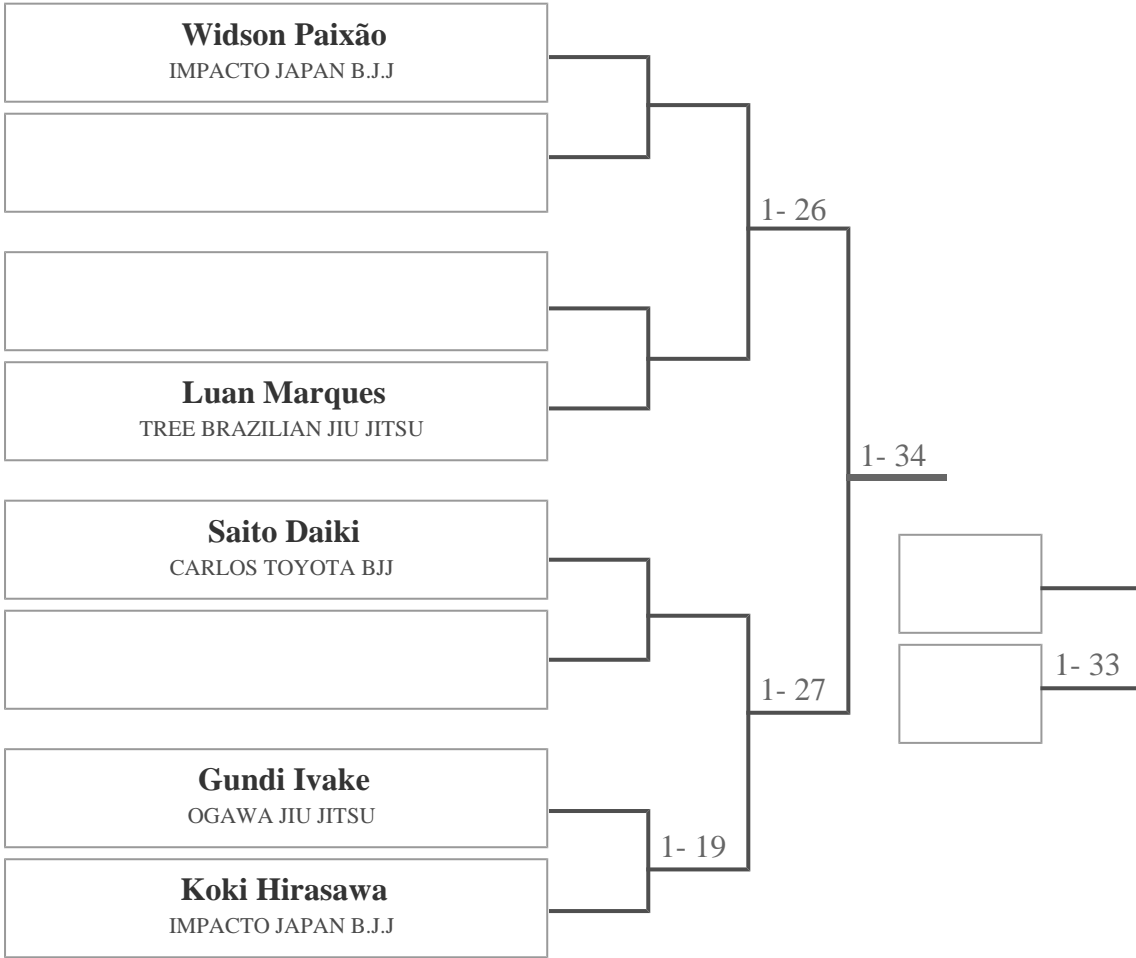 Widson Paixão
IMPACTO JAPAN B.J.J
1- 26
Luan Marques
TREE BRAZILIAN JIU JITSU
1- 34
Saito Daiki
CARLOS TOYOTA BJJ
1- 33
1- 27
Gundi Ivake
OGAWA JIU JITSU
1- 19
Koki Hirasawa
IMPACTO JAPAN B.J.J